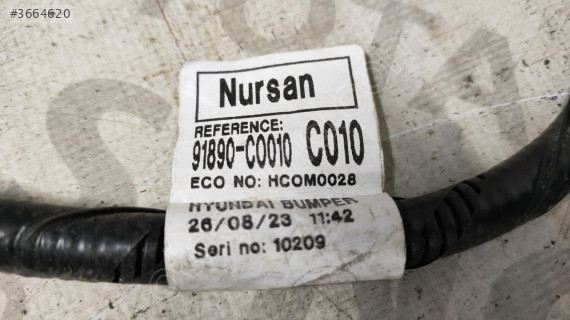 #3664620
Nursan
REFERENCE:
91890-C0010 C010
ECO NO: HCOM0028
HYUNDAI BUMPER
26/08/23 11:42
Seri no: 10209